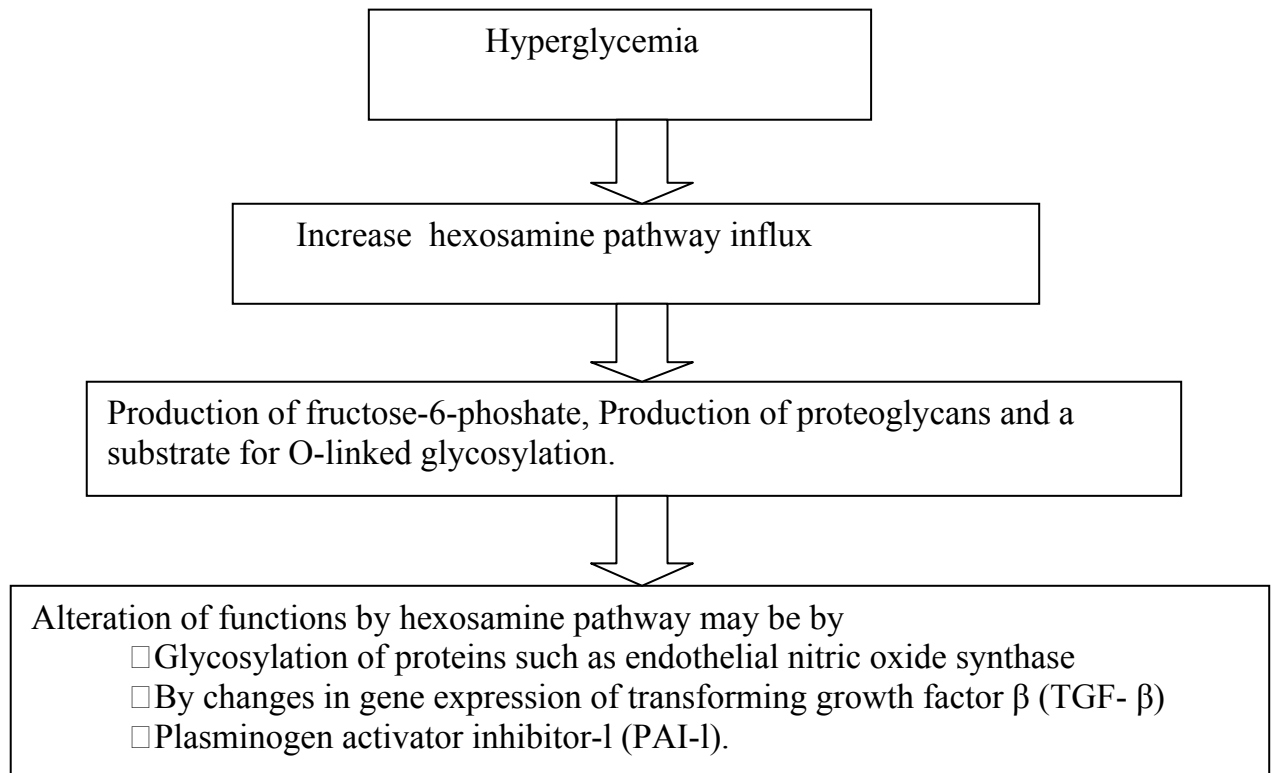 Hyperglycemia
Increase  hexosamine pathway influx
Production of fructose-6-phoshate, Production of proteoglycans and a
substrate for O-linked glycosylation.
Alteration of functions by hexosamine pathway may be by
□Glycosylation of proteins such as endothelial nitric oxide synthase
□By changes in gene expression of transforming growth factor β (TGF- β)
□Plasminogen activator inhibitor-l (PAI-l).